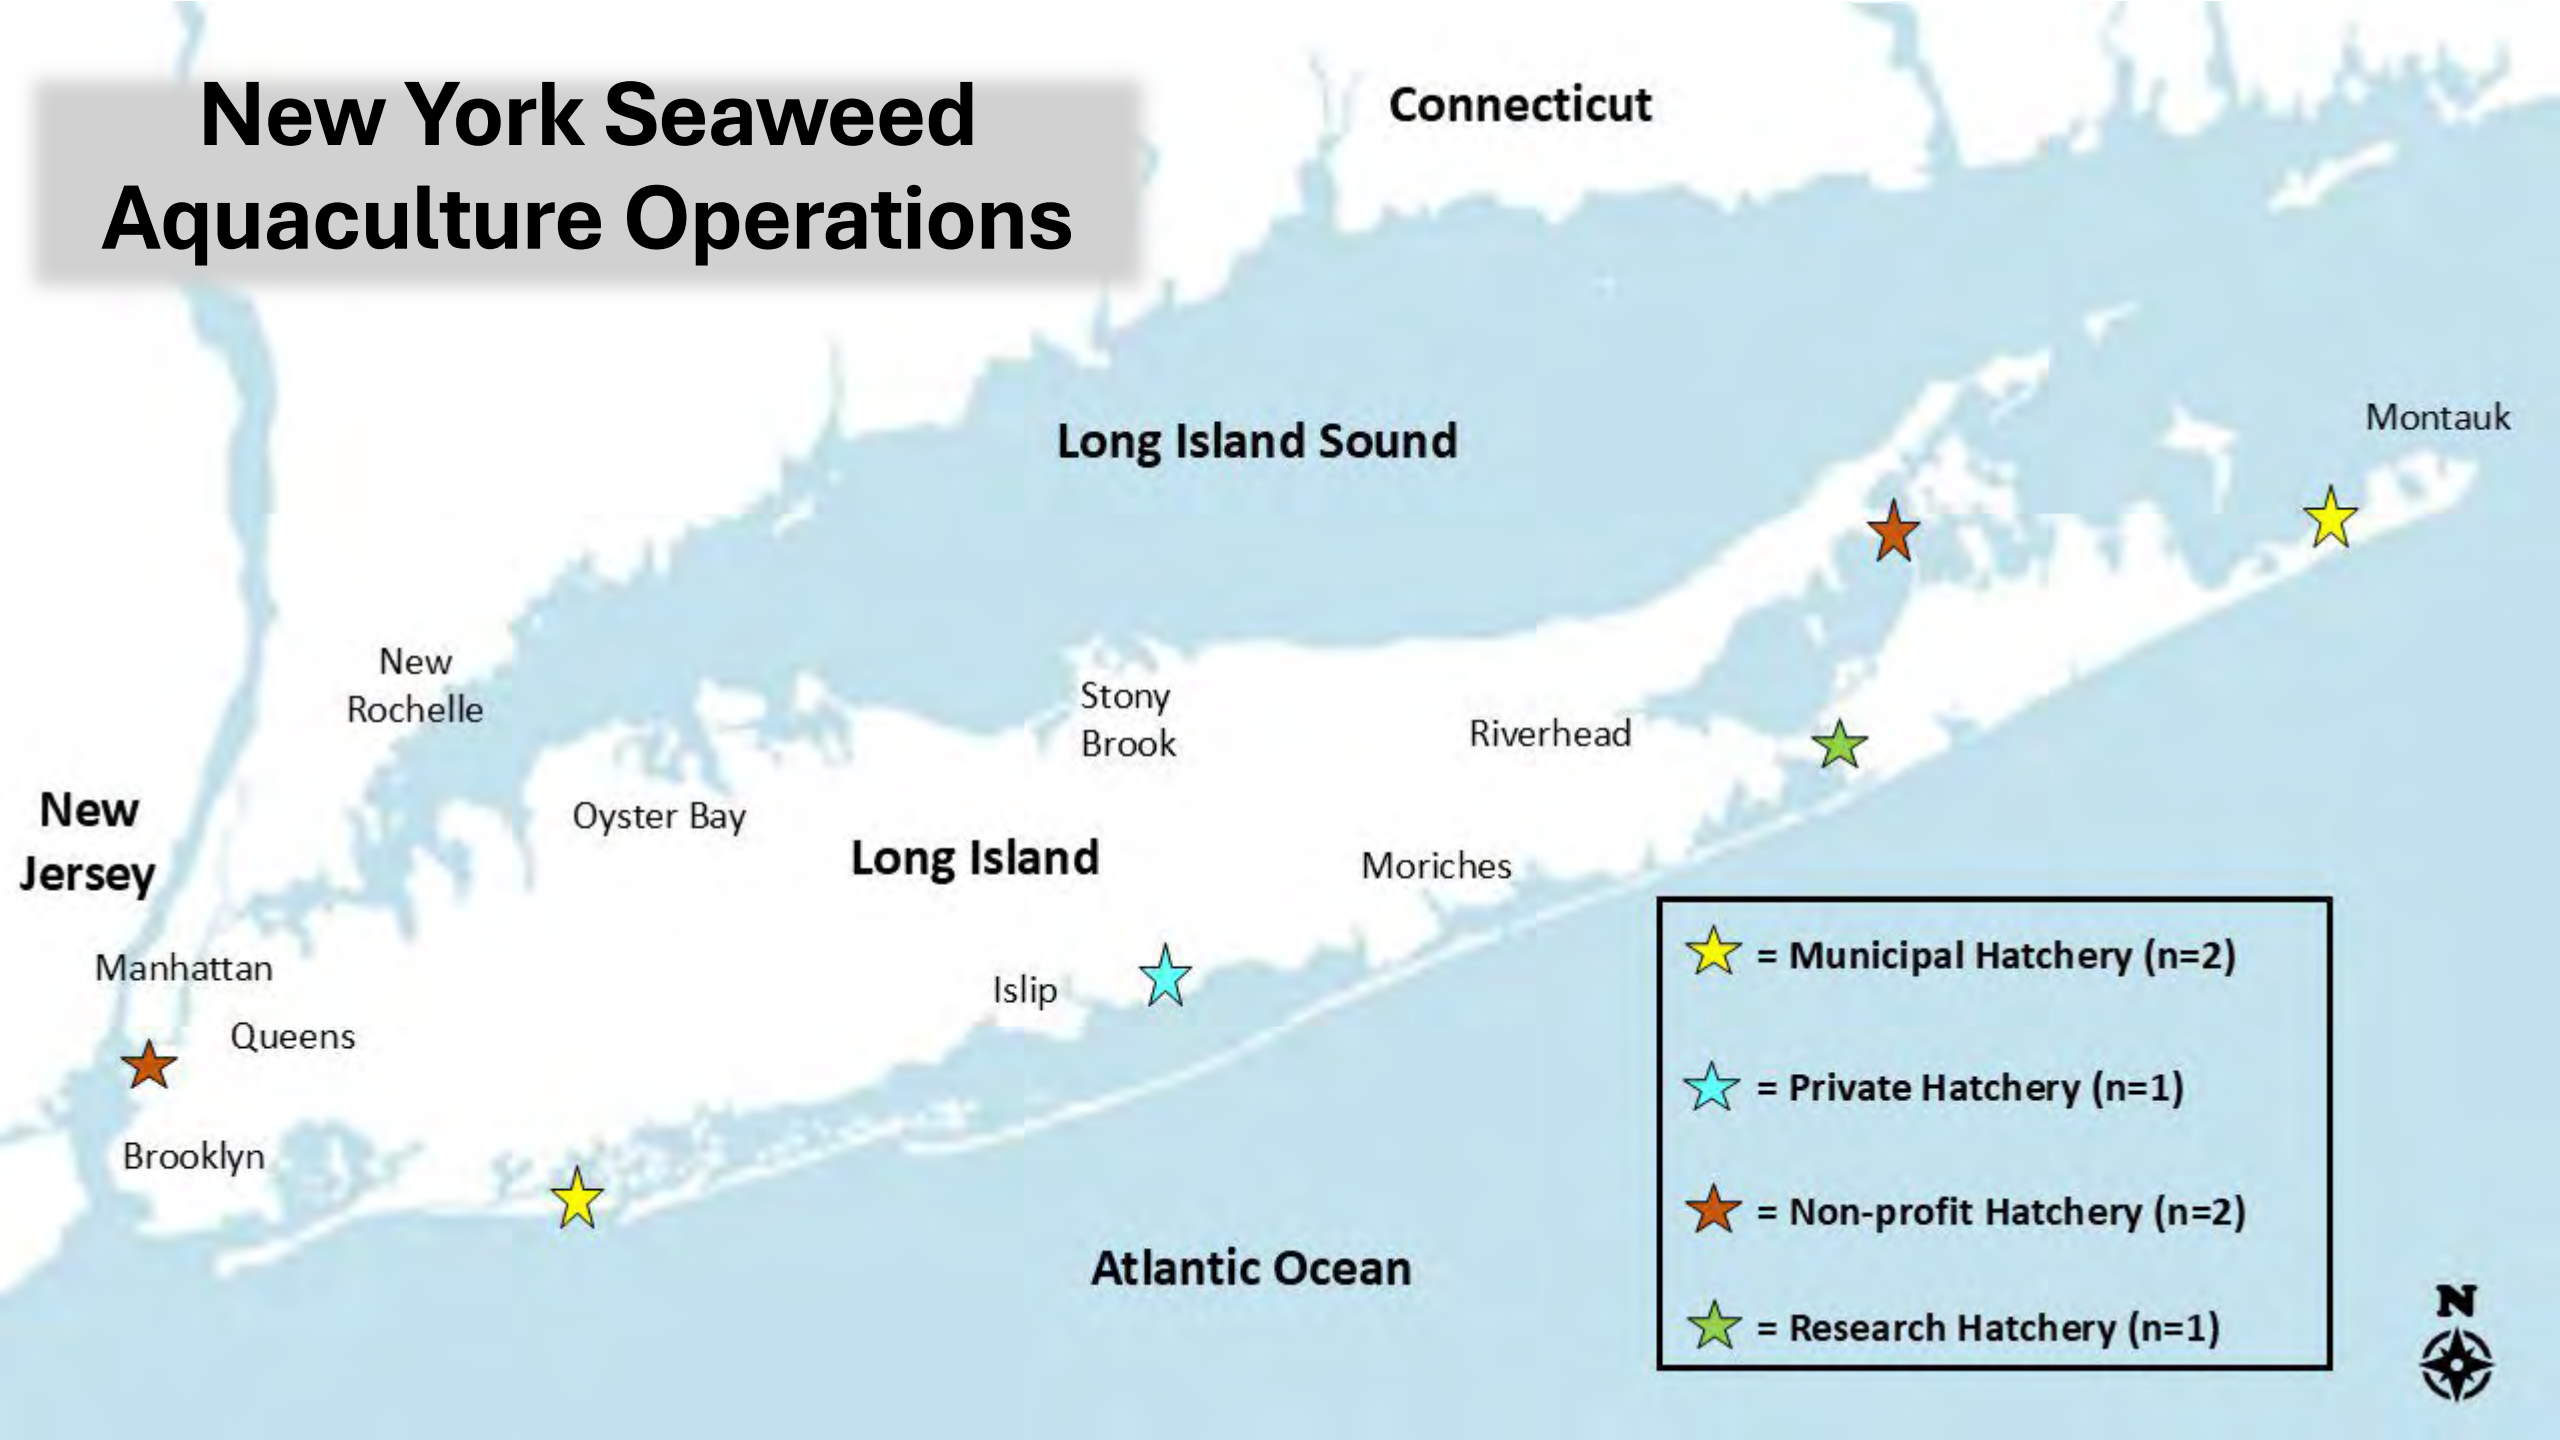 New York Seaweed
Aquaculture Operations
Connecticut
Long Island Sound
Montauk
New
Rochelle
Stony
Brook
Riverhead
New
Jersey
Oyster Bay
Long Island
Moriches
Manhattan
Islip
Queens
Brooklyn
Atlantic Ocean
= Municipal Hatchery (n=2)
= Private Hatchery (n=1)
= Non-profit Hatchery (n=2)
= Research Hatchery (n=1)
N